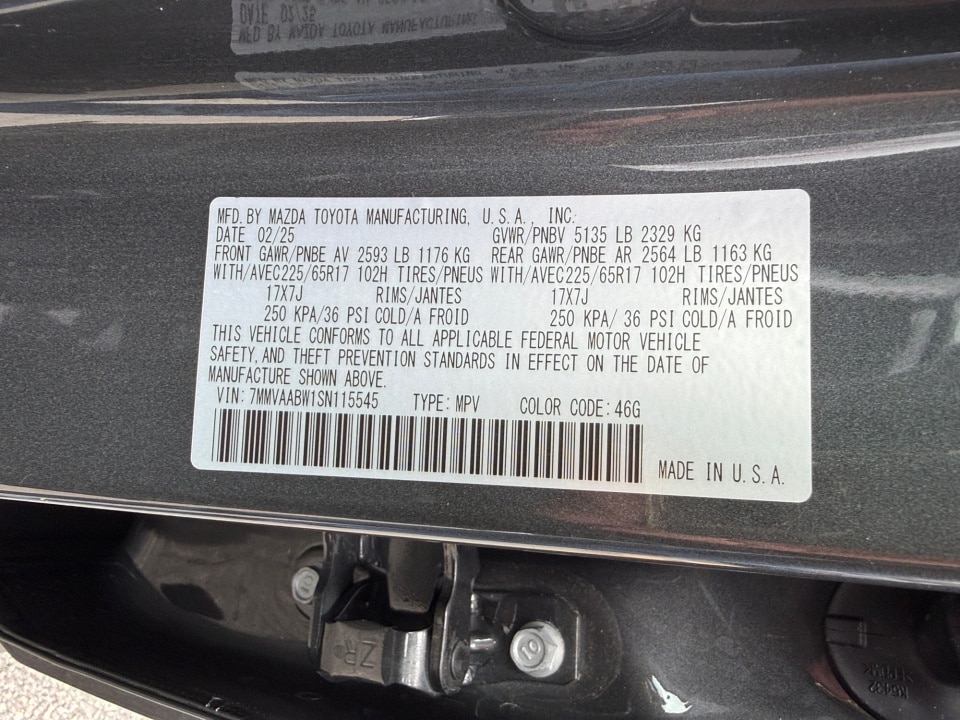 MFD. BY MAZDA TOYOTA MANUFACTURING, U.S.A., INC.
DATE 02/25 GVWR/PNBV 5135 LB 2329 KG
FRONT GAWR/PNBE AV 2593 LB 1176 KG REAR GAWR/PNBE AR 2564 LB 1163 KG
WITH/AVEC225/65R17 102H TIRES/PNEUS WITH/AVEC225/65R17 102H TIRES/PNEUS
17X7J RIMS/JANTES 17X7J RIMS/JANTES
250 KPA/36 PSI COLD/A FROID 250 KPA/ 36 PSI COLD/A FROID
THIS VEHICLE CONFORMS TO ALL APPLICABLE FEDERAL MOTOR VEHICLE
SAFETY, AND THEFT PREVENTION STANDARDS IN EFFECT ON THE DATE OF
MANUFACTURE SHOWN ABOVE.
VIN: 7MMVAABW1SN115545 TYPE: MPV COLOR CODE: 46G
MADE IN U.S.A.
ZR
10